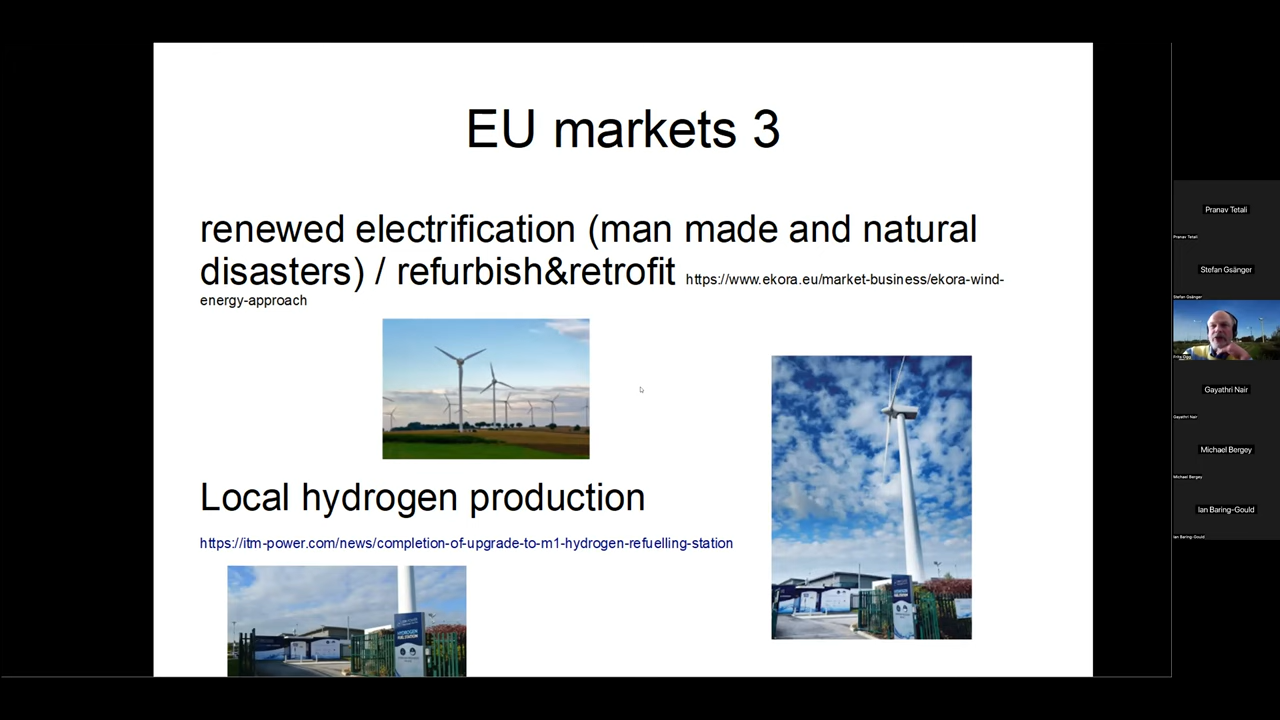 EU markets 3
renewed electrification (man made and natural
disasters) / refurbish&retrofit https://www.ekora.eu/market-business/ekora-wind-
energy-approach
Local hydrogen production
https://itm-power.com/news/completion-of-upgrade-to-m1-hydrogen-refuelling-station
HYDROGEN
Pranav Tetali
Pranav Tetali
Stefan Gsänger
Stefan Gsänger
Gayathri Nair
Gayathri Nair
Michael Bergey
Michael Bergey
Ian Baring-Gould
Ian Baring-Gould